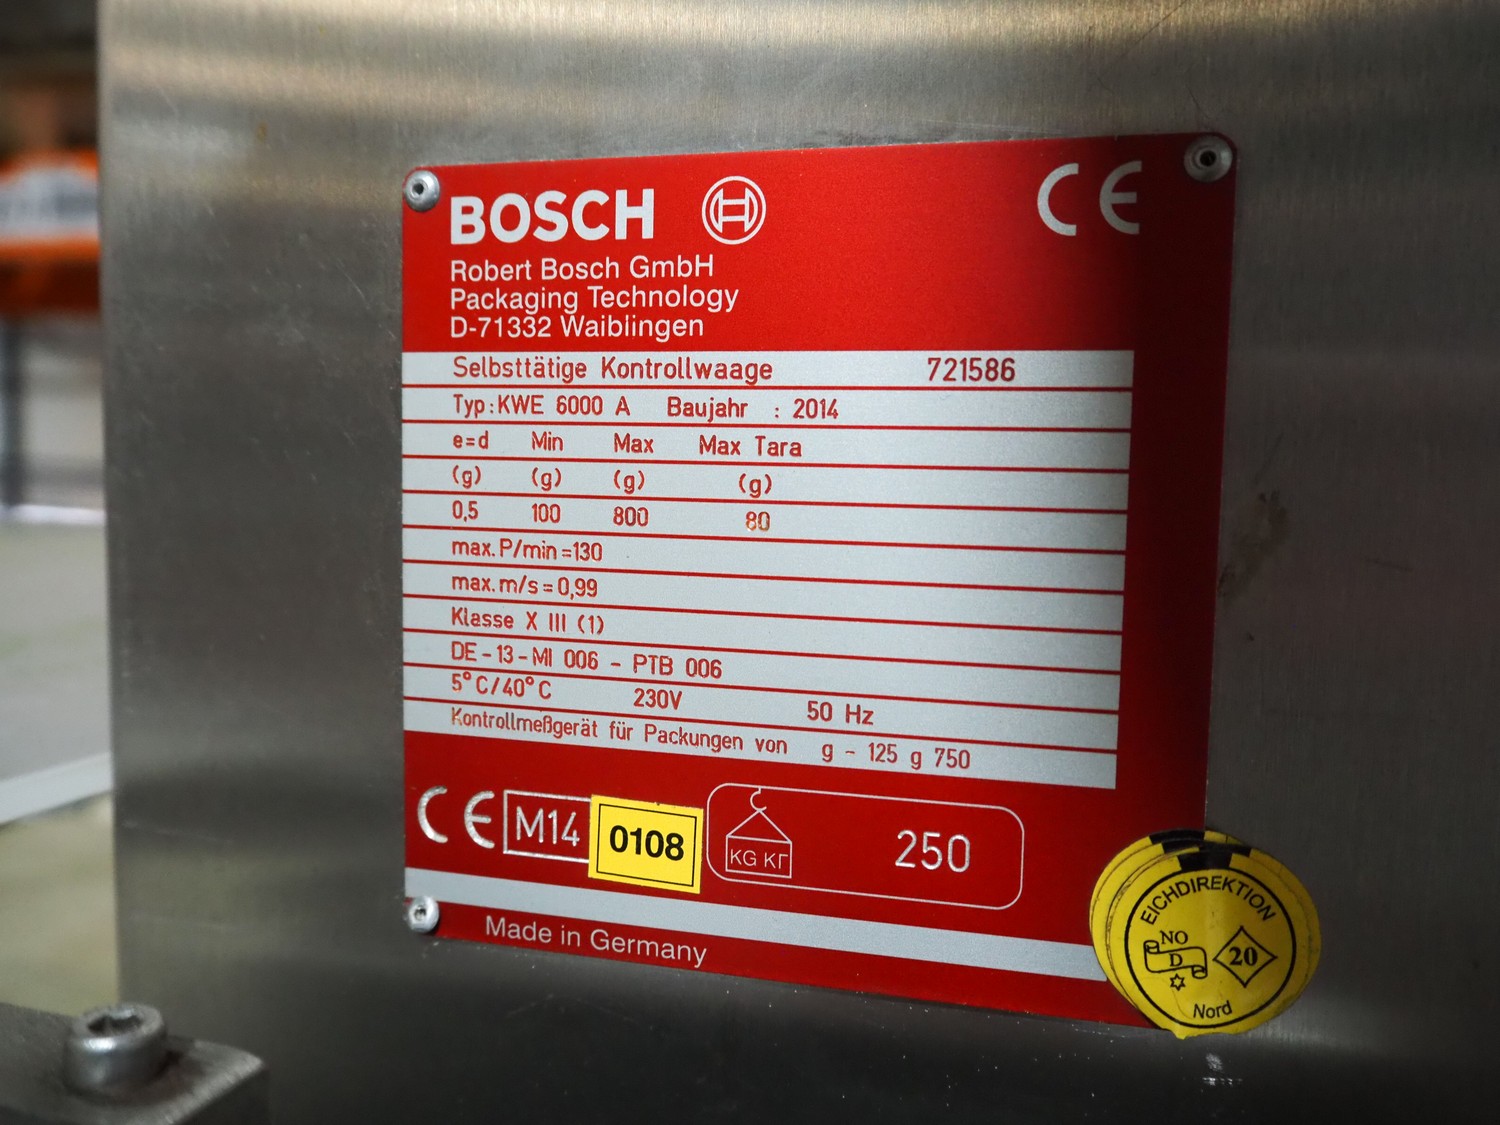 BOSCH
CE
Robert Bosch GmbH
Packaging Technology
D-71332 Waiblingen
Selbsttätige Kontrollwaage 721586
Typ: KWE 6000 A Baujahr : 2014
e=d Min Max Max Tara
(g) (g) (g) (g)
0,5 100 800 80
max. P/min =130
max. m/s = 0,99
Klasse X III (1)
DE - 13 - MI 006 - PTB 006
5°C/40°C 230V 50 Hz
Kontrollmeßgerät für Packungen von g - 125 g 750
CE M14 0108 KG КГ 250
Made in Germany
EICHDIREKTION
NO
D
20
Nord